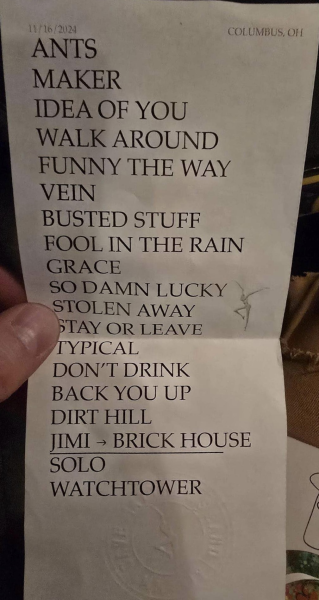 11/16/2024 COLUMBUS, OH
ANTS
MAKER
IDEA OF YOU
WALK AROUND
FUNNY THE WAY
VEIN
BUSTED STUFF
FOOL IN THE RAIN
GRACE
SO DAMN LUCKY
STOLEN AWAY
STAY OR LEAVE
TYPICAL
DON'T DRINK
BACK YOU UP
DIRT HILL
JIMI → BRICK HOUSE
SOLO
WATCHTOWER